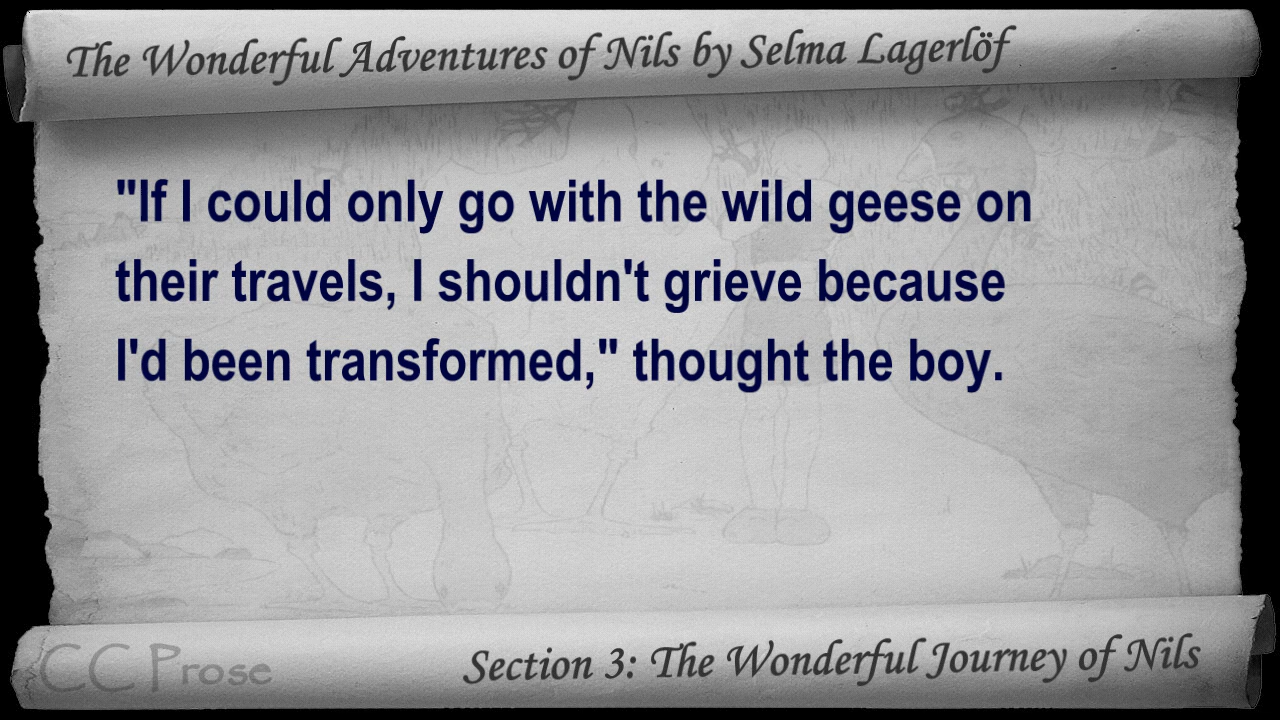 The Wonderful Adventures of Nils by Selma Lagerlöf
"If I could only go with the wild geese on
their travels, I shouldn't grieve because
I'd been transformed," thought the boy.
CC Prose
Section 3: The Wonderful Journey of Nils